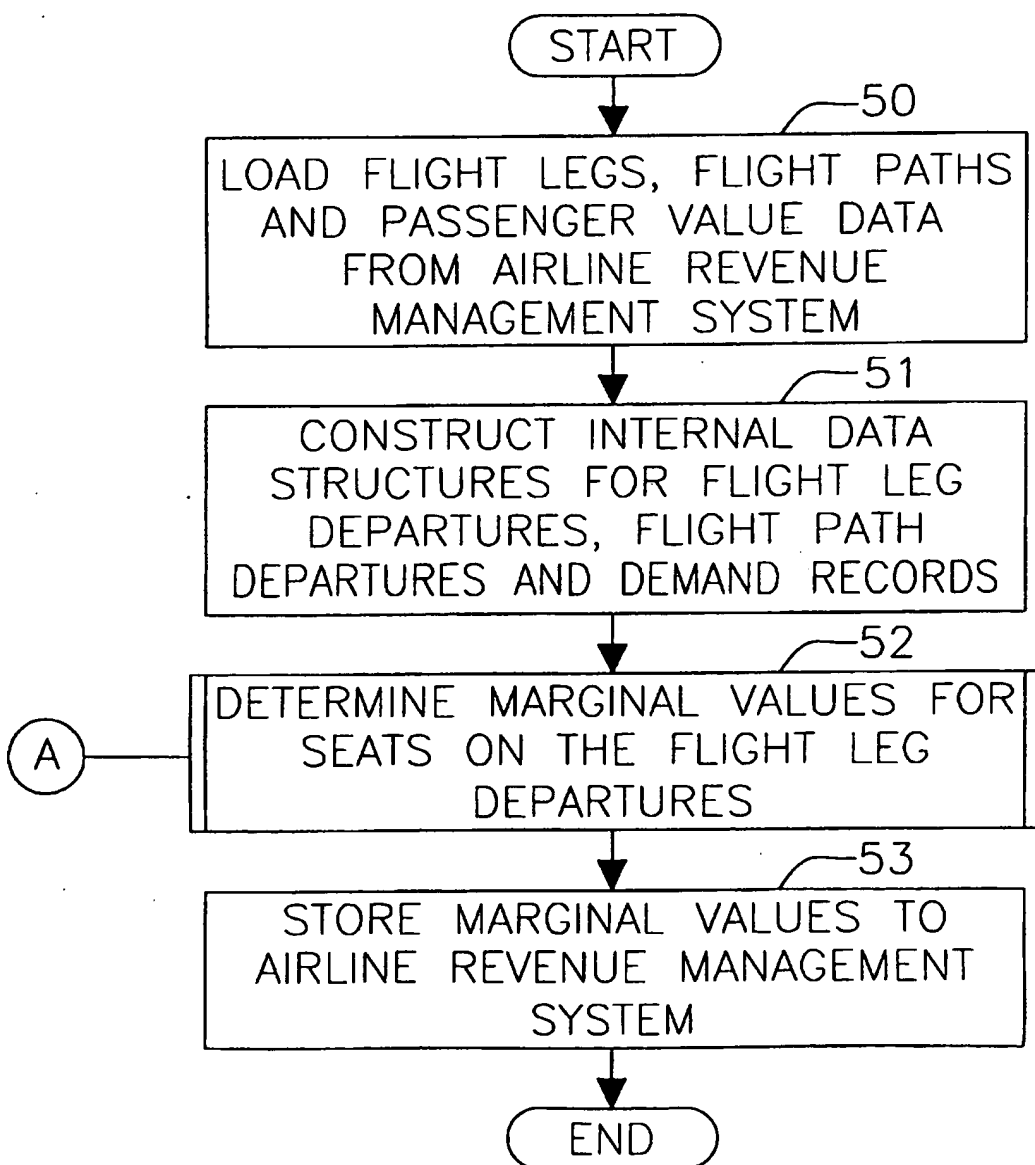 START
50
LOAD FLIGHT LEGS, FLIGHT PATHS
AND PASSENGER VALUE DATA
FROM AIRLINE REVENUE
MANAGEMENT SYSTEM
51
CONSTRUCT INTERNAL DATA
STRUCTURES FOR FLIGHT LEG
DEPARTURES, FLIGHT PATH
DEPARTURES AND DEMAND RECORDS
52
A
DETERMINE MARGINAL VALUES FOR
SEATS ON THE FLIGHT LEG
DEPARTURES
53
STORE MARGINAL VALUES TO
AIRLINE REVENUE MANAGEMENT
SYSTEM
END